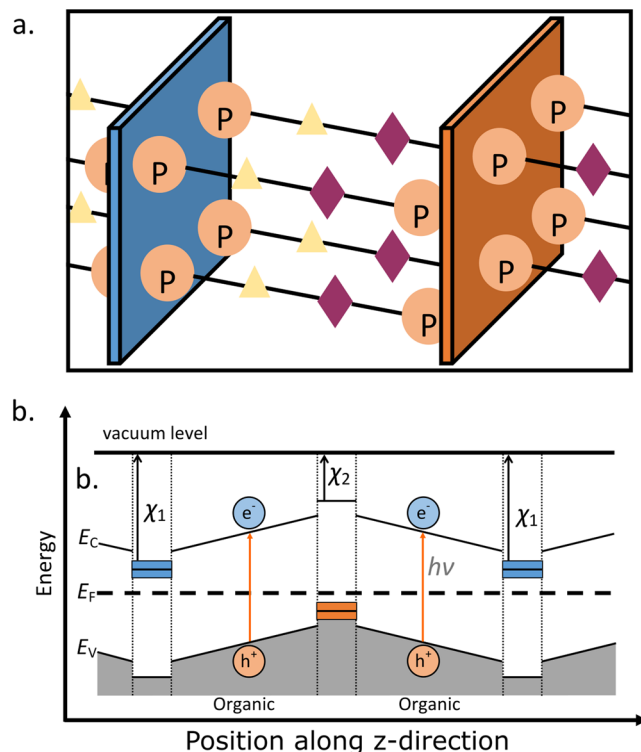 a.
P
P
P
P
P
P
P
P
P
P
P
b.
vacuum level
b.
χ2
χ1
χ1
e-
e-
EC
hν
EF
EV
h+
h+
Organic
Organic
Energy
Position along z-direction